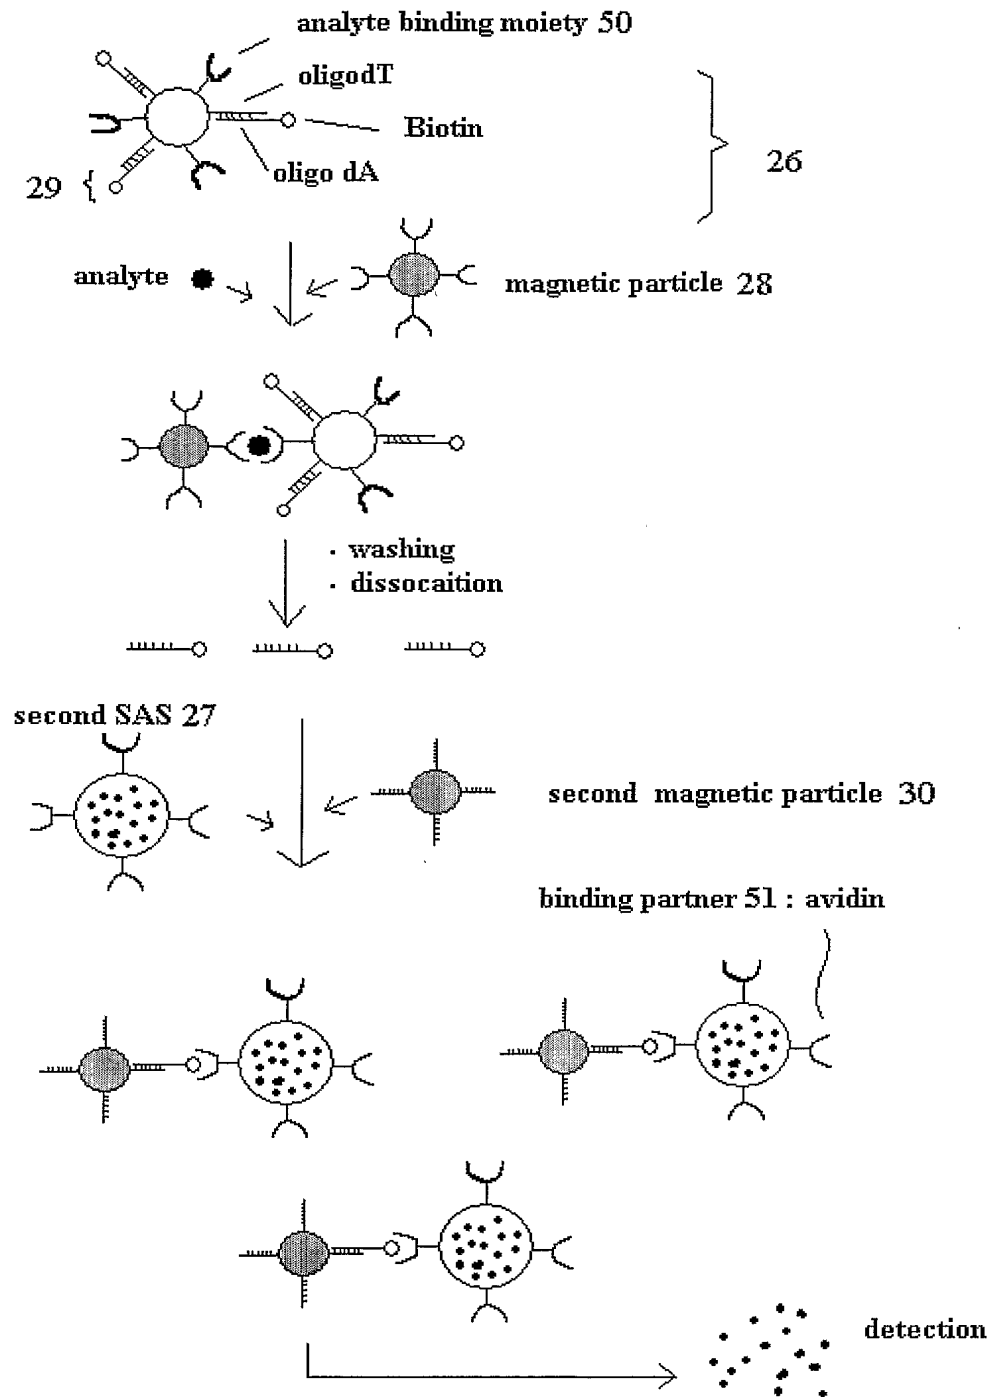 analyte binding moiety 50
oligodT
Biotin
oligo dA
29 {
26
analyte
magnetic particle 28
· washing
· dissocaition
second SAS 27
second magnetic particle 30
binding partner 51 : avidin
detection